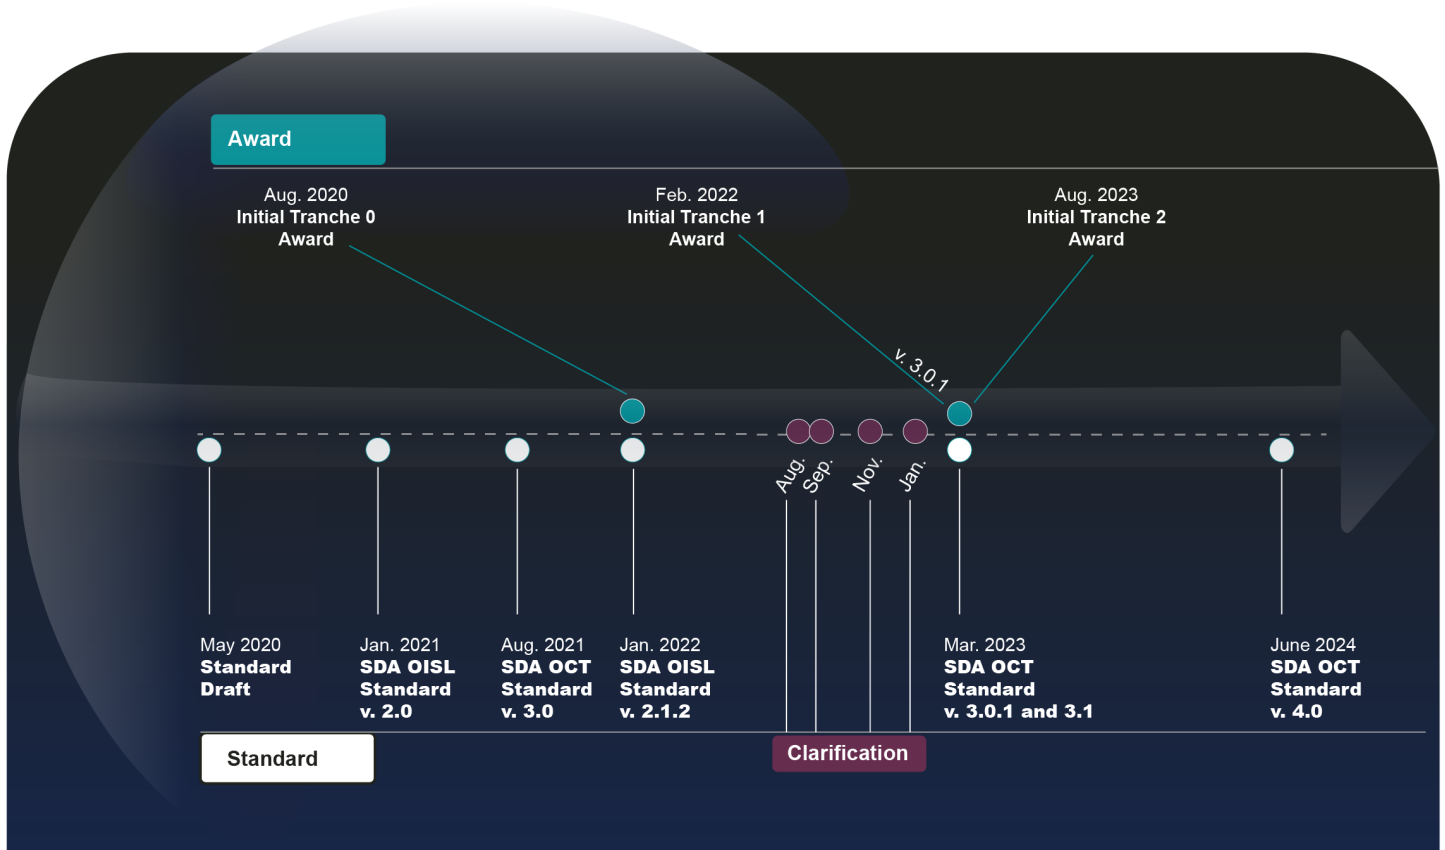 Award
Aug. 2020
Initial Tranche 0
Award
Feb. 2022
Initial Tranche 1
Award
Aug. 2023
Initial Tranche 2
Award
v. 3.0.1
Aug.
Sep.
Nov.
Jan.
May 2020
Standard
Draft
Jan. 2021
SDA OISL
Standard
v. 2.0
Aug. 2021
SDA OCT
Standard
v. 3.0
Jan. 2022
SDA OISL
Standard
v. 2.1.2
Mar. 2023
SDA OCT
Standard
v. 3.0.1 and 3.1
June 2024
SDA OCT
Standard
v. 4.0
Standard
Clarification